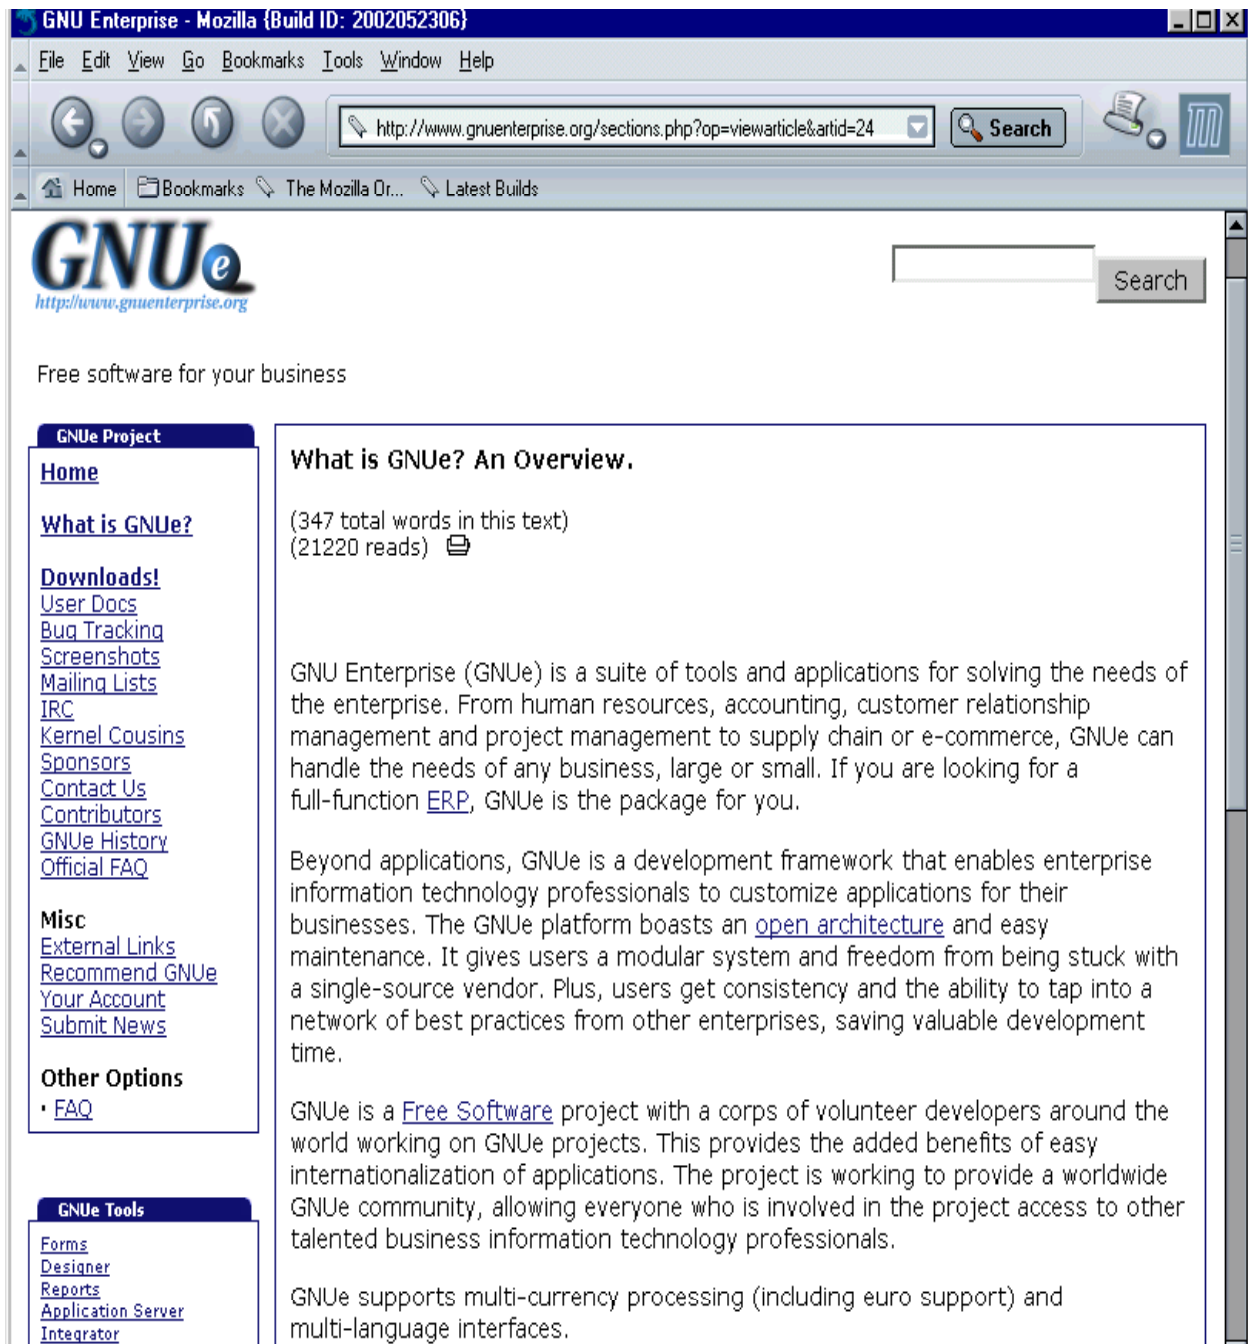 GNU Enterprise - Mozilla {Build ID: 2002052306}
File Edit View Go Bookmarks Tools Window Help
http://www.gnuenterprise.org/sections.php?op=viewarticle&artid=24 Search
Home Bookmarks The Mozilla Or... Latest Builds
GNUe
http://www.gnuenterprise.org
Search
Free software for your business
GNUe Project
Home
What is GNUe?
Downloads!
User Docs
Bug Tracking
Screenshots
Mailing Lists
IRC
Kernel Cousins
Sponsors
Contact Us
Contributors
GNUe History
Official FAQ
Misc
External Links
Recommend GNUe
Your Account
Submit News
Other Options
· FAQ
GNUe Tools
Forms
Designer
Reports
Application Server
Integrator
What is GNUe? An Overview.
(347 total words in this text)
(21220 reads)
GNU Enterprise (GNUe) is a suite of tools and applications for solving the needs of
the enterprise. From human resources, accounting, customer relationship
management and project management to supply chain or e-commerce, GNUe can
handle the needs of any business, large or small. If you are looking for a
full-function ERP, GNUe is the package for you.
Beyond applications, GNUe is a development framework that enables enterprise
information technology professionals to customize applications for their
businesses. The GNUe platform boasts an open architecture and easy
maintenance. It gives users a modular system and freedom from being stuck with
a single-source vendor. Plus, users get consistency and the ability to tap into a
network of best practices from other enterprises, saving valuable development
time.
GNUe is a Free Software project with a corps of volunteer developers around the
world working on GNUe projects. This provides the added benefits of easy
internationalization of applications. The project is working to provide a worldwide
GNUe community, allowing everyone who is involved in the project access to other
talented business information technology professionals.
GNUe supports multi-currency processing (including euro support) and
multi-language interfaces.